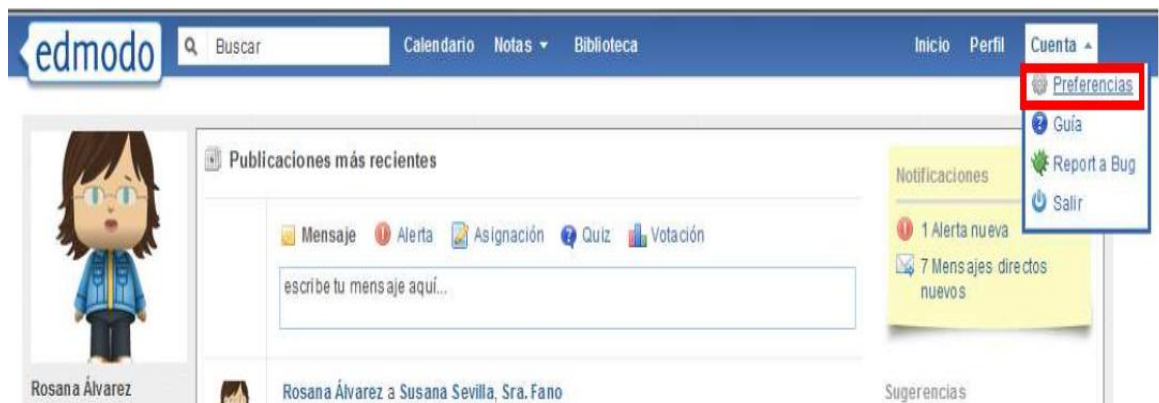 edmodo Buscar Calendario Notas Biblioteca Inicio Perfil Cuenta
Preferencias
Guía
Report a Bug
Salir
Publicaciones más recientes
Mensaje Alerta Asignación Quiz Votación
escribe tu mensaje aquí...
Notificaciones
1 Alerta nueva
7 Mensajes directos
nuevos
Rosana Álvarez
Rosana Álvarez a Susana Sevilla, Sra. Fano
Sugerencias